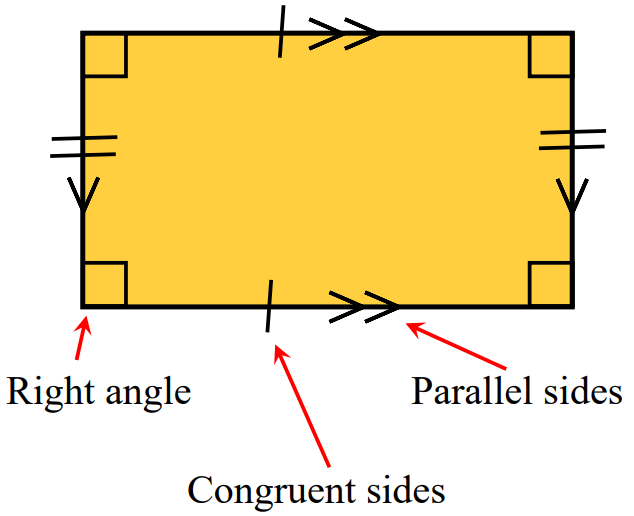 Right angle
Parallel sides
Congruent sides